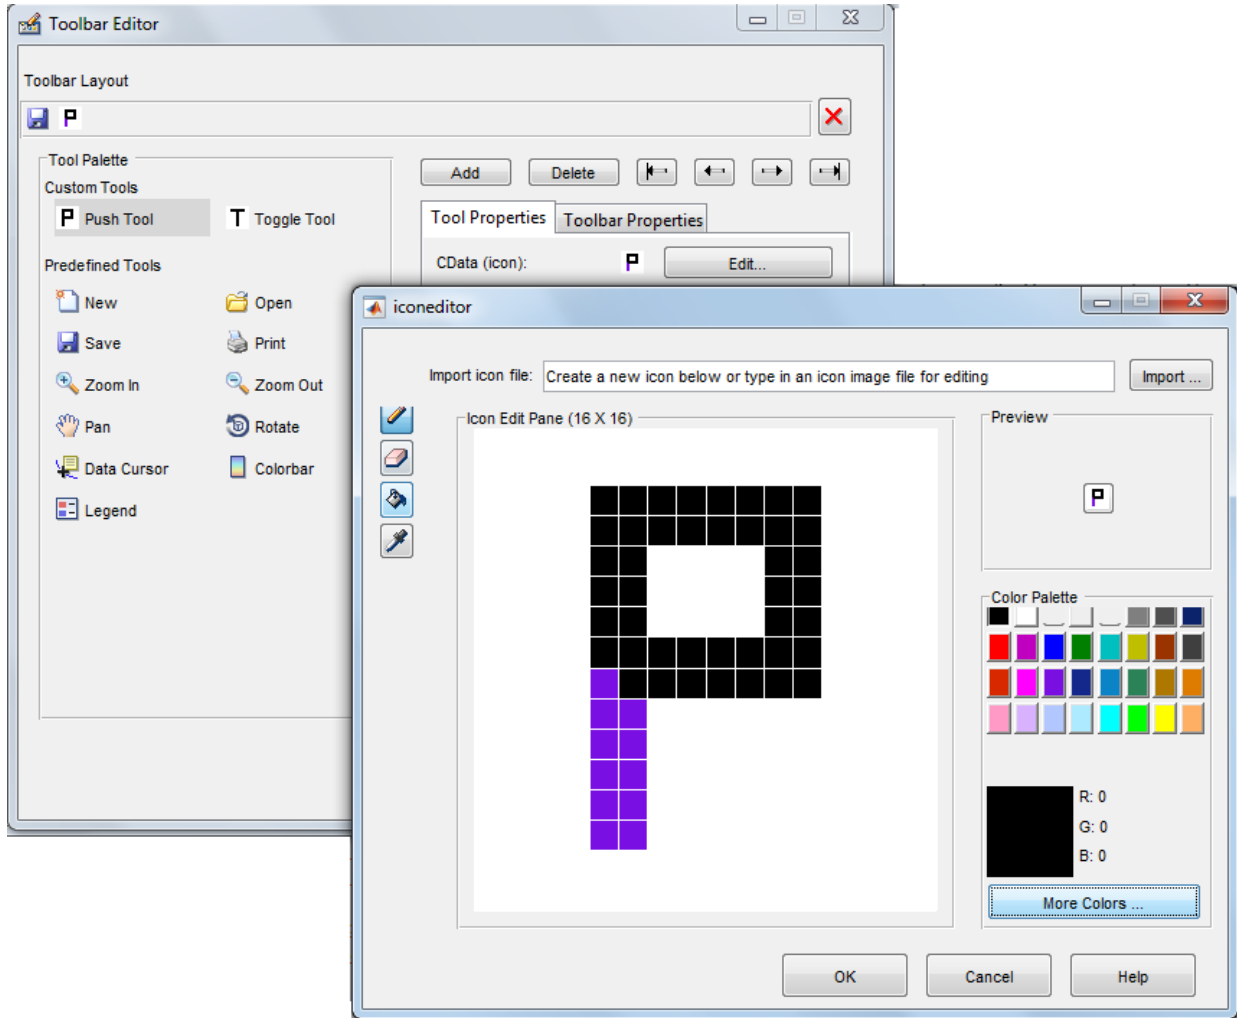 Toolbar Editor
Toolbar Layout
P
Tool Palette
Custom Tools
P Push Tool
T Toggle Tool
Predefined Tools
New
Open
Save
Print
Zoom In
Zoom Out
Pan
Rotate
Data Cursor
Colorbar
Legend
Add
Delete
Tool Properties
Toolbar Properties
CData (icon):
P
Edit...
iconeditor
Import icon file:
Create a new icon below or type in an icon image file for editing
Import ...
Icon Edit Pane (16 X 16)
P
Preview
P
Color Palette
R: 0
G: 0
B: 0
More Colors ...
OK
Cancel
Help